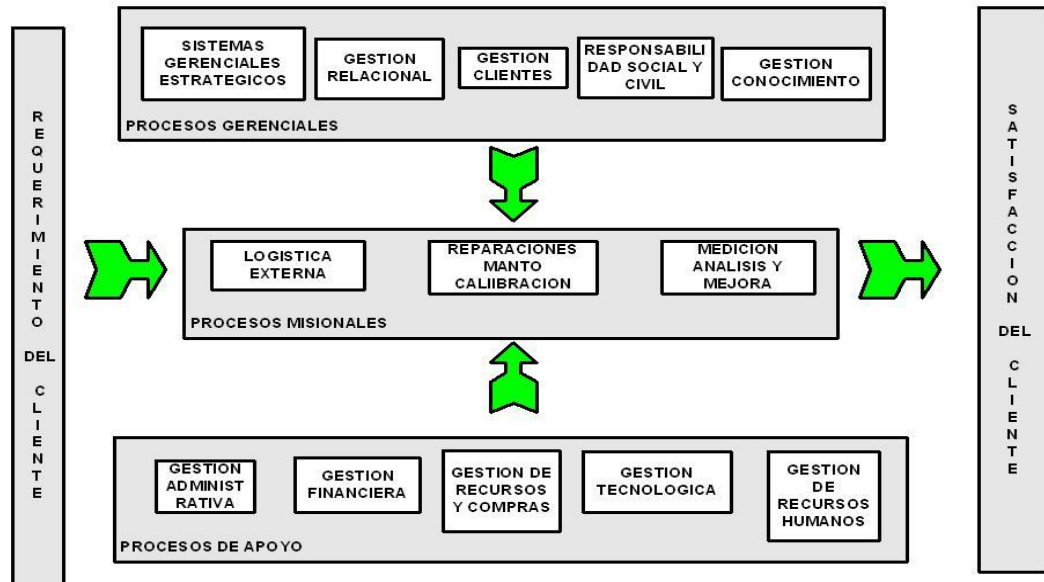 SISTEMAS
GERENCIALES
ESTRATEGICOS
GESTION
RELACIONAL
GESTION
CLIENTES
RESPONSABILI
DAD SOCIAL Y
CIVIL
GESTION
CONOCIMIENTO
PROCESOS GERENCIALES
REQUERIMIENTO
DEL
CLIENTE
LOGISTICA
EXTERNA
REPARACIONES
MANTO
CALIIBRACION
MEDICION
ANALISIS Y
MEJORA
PROCESOS MISIONALES
GESTION
ADMINIST
RATIVA
GESTION
FINANCIERA
GESTION DE
RECURSOS
Y COMPRAS
GESTION
TECNOLOGICA
GESTION
DE
RECURSOS
HUMANOS
PROCESOS DE APOYO
SATISFACCION
DEL
CLIENTE